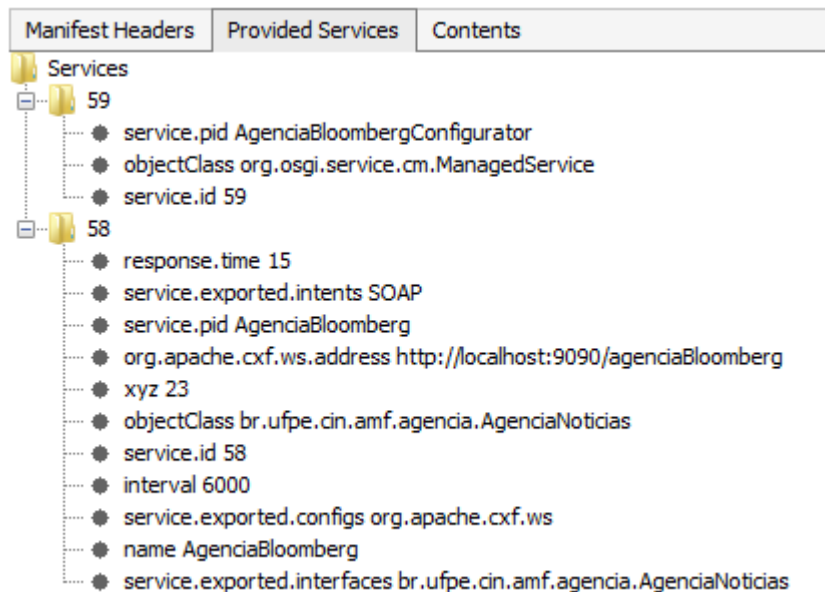 Manifest Headers Provided Services Contents
Services
59
service.pid AgenciaBloombergConfigurator
objectClass org.osgi.service.cm.ManagedService
service.id 59
58
response.time 15
service.exported.intents SOAP
service.pid AgenciaBloomberg
org.apache.cxf.ws.address http://localhost:9090/agenciaBloomberg
xyz 23
objectClass br.ufpe.cin.amf.agencia.AgenciaNoticias
service.id 58
interval 6000
service.exported.configs org.apache.cxf.ws
name AgenciaBloomberg
service.exported.interfaces br.ufpe.cin.amf.agencia.AgenciaNoticias